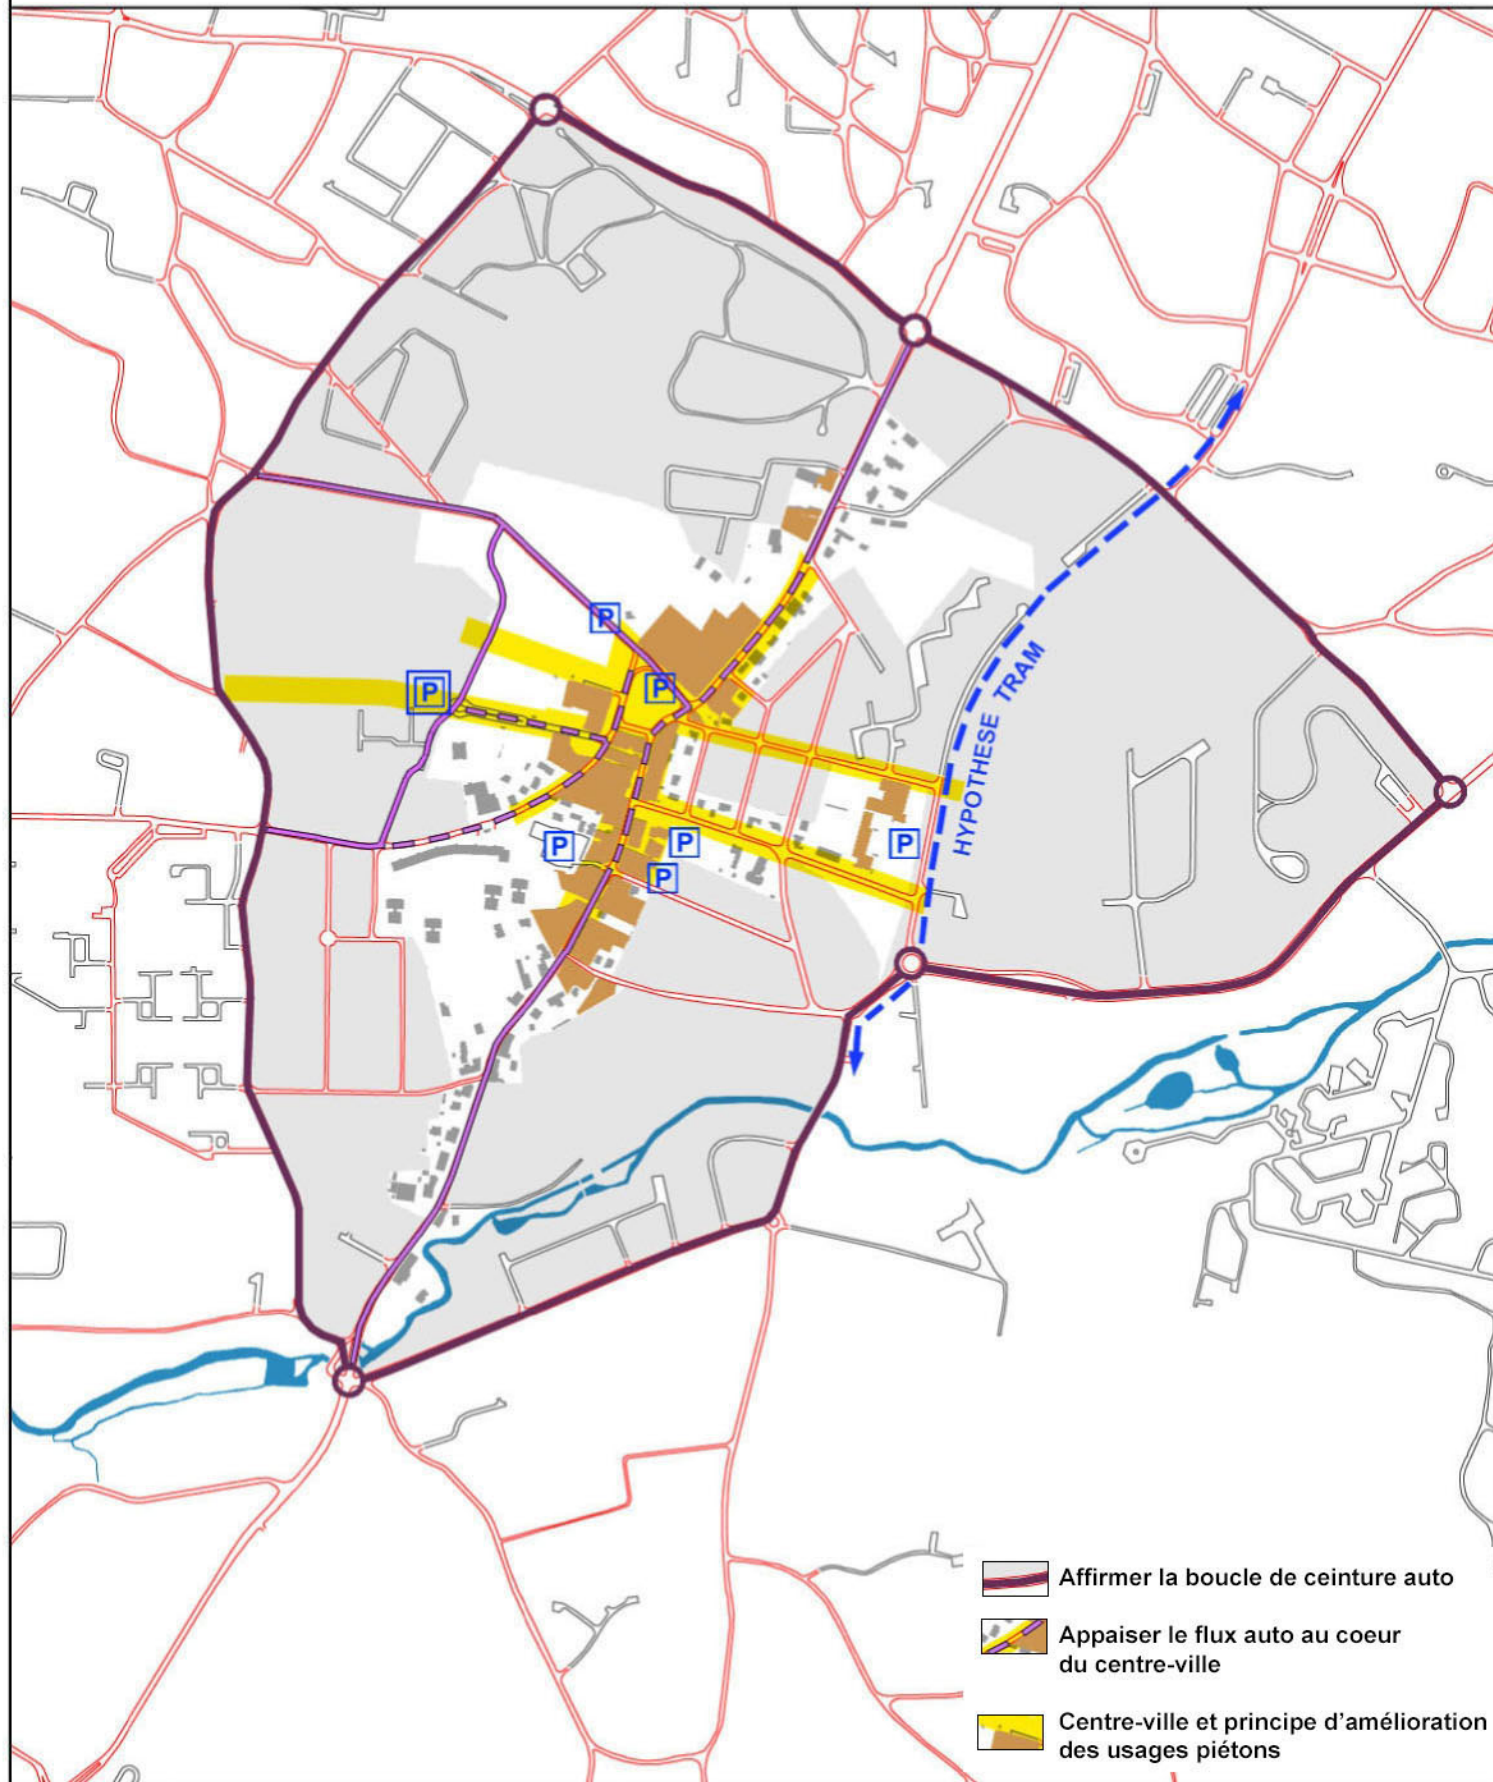 P
P
P
HYPOTHESE TRAM
P
P
P
P
Affirmer la boucle de ceinture auto
Appaiser le flux auto au coeur
du centre-ville
Centre-ville et principe d'amélioration
des usages piétons